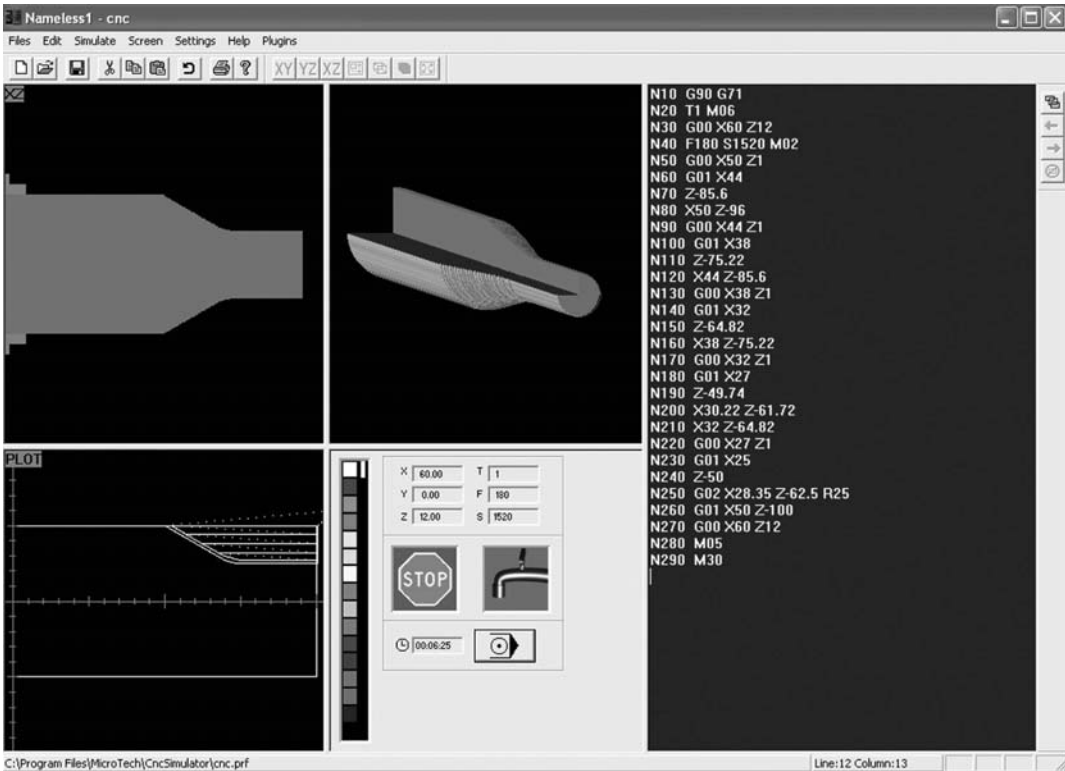 Nameless1 - cnc
Files Edit Simulate Screen Settings Help Plugins
XY YZ XZ
XZ
N10 G90 G71
N20 T1 M06
N30 G00 X60 Z12
N40 F180 S1520 M02
N50 G00 X50 Z1
N60 G01 X44
N70 Z-85.6
N80 X50 Z-96
N90 G00 X44 Z1
N100 G01 X38
N110 Z-75.22
N120 X44 Z-85.6
N130 G00 X38 Z1
N140 G01 X32
N150 Z-64.82
N160 X38 Z-75.22
N170 G00 X32 Z1
N180 G01 X27
N190 Z-49.74
N200 X30.22 Z-61.72
N210 X32 Z-64.82
N220 G00 X27 Z1
N230 G01 X25
N240 Z-50
N250 G02 X28.35 Z-62.5 R25
N260 G01 X50 Z-100
N270 G00 X60 Z12
N280 M05
N290 M30
PLOT
X 60.00 T 1
Y 0.00 F 180
Z 12.00 S 1520
STOP
00:06:25
C:\Program Files\MicroTech\CncSimulator\cnc.prf
Line:12 Column:13